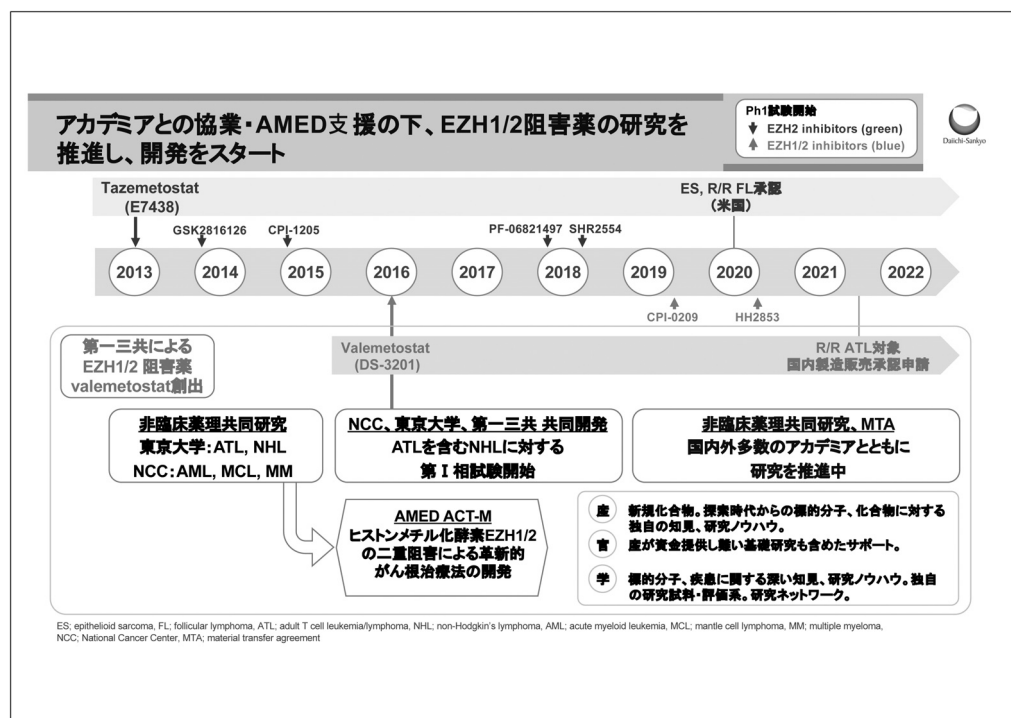 アカデミアとの協業・AMED支援の下、EZH1/2阻害薬の研究を
推進し、開発をスタート
Ph1試験開始
EZH2 inhibitors (green)
EZH1/2 inhibitors (blue)
Daiichi-Sankyo
Tazemetostat
(E7438)
ES, R/R FL承認
（米国）
GSK2816126
CPI-1205
PF-06821497
SHR2554
2013
2014
2015
2016
2017
2018
2019
2020
2021
2022
CPI-0209
HH2853
第一三共による
EZH1/2 阻害薬
valemetostat創出
Valemetostat
(DS-3201)
R/R ATL対象
国内製造販売承認申請
非臨床薬理共同研究
東京大学：ATL, NHL
NCC：AML, MCL, MM
NCC、東京大学、第一三共 共同開発
ATLを含むNHLに対する
第Ⅰ相試験開始
非臨床薬理共同研究、MTA
国内外多数のアカデミアとともに
研究を推進中
AMED ACT-M
ヒストンメチル化酵素EZH1/2
の二重阻害による革新的
がん根治療法の開発
産 新規化合物。探索時代からの標的分子、化合物に対する
独自の知見、研究ノウハウ。
官 産が資金提供し難い基礎研究も含めたサポート。
学 標的分子、疾患に関する深い知見、研究ノウハウ。独自
の研究試料・評価系。研究ネットワーク。
ES; epithelioid sarcoma, FL; follicular lymphoma, ATL; adult T cell leukemia/lymphoma, NHL; non-Hodgkin's lymphoma, AML; acute myeloid leukemia, MCL; mantle cell lymphoma, MM; multiple myeloma,
NCC; National Cancer Center, MTA; material transfer agreement